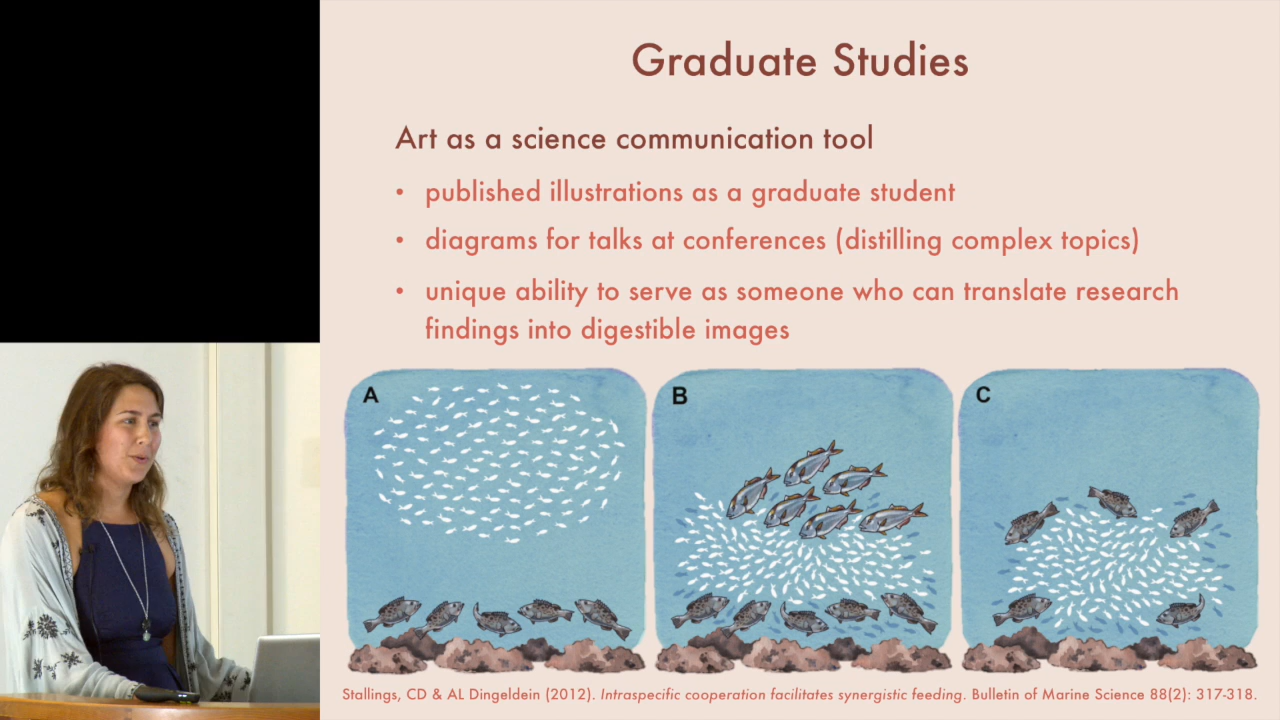 Graduate Studies
Art as a science communication tool
• published illustrations as a graduate student
• diagrams for talks at conferences (distilling complex topics)
• unique ability to serve as someone who can translate research
findings into digestible images
A
B
C
Stallings, CD & AL Dingeldein (2012). Intraspecific cooperation facilitates synergistic feeding. Bulletin of Marine Science 88(2): 317-318.